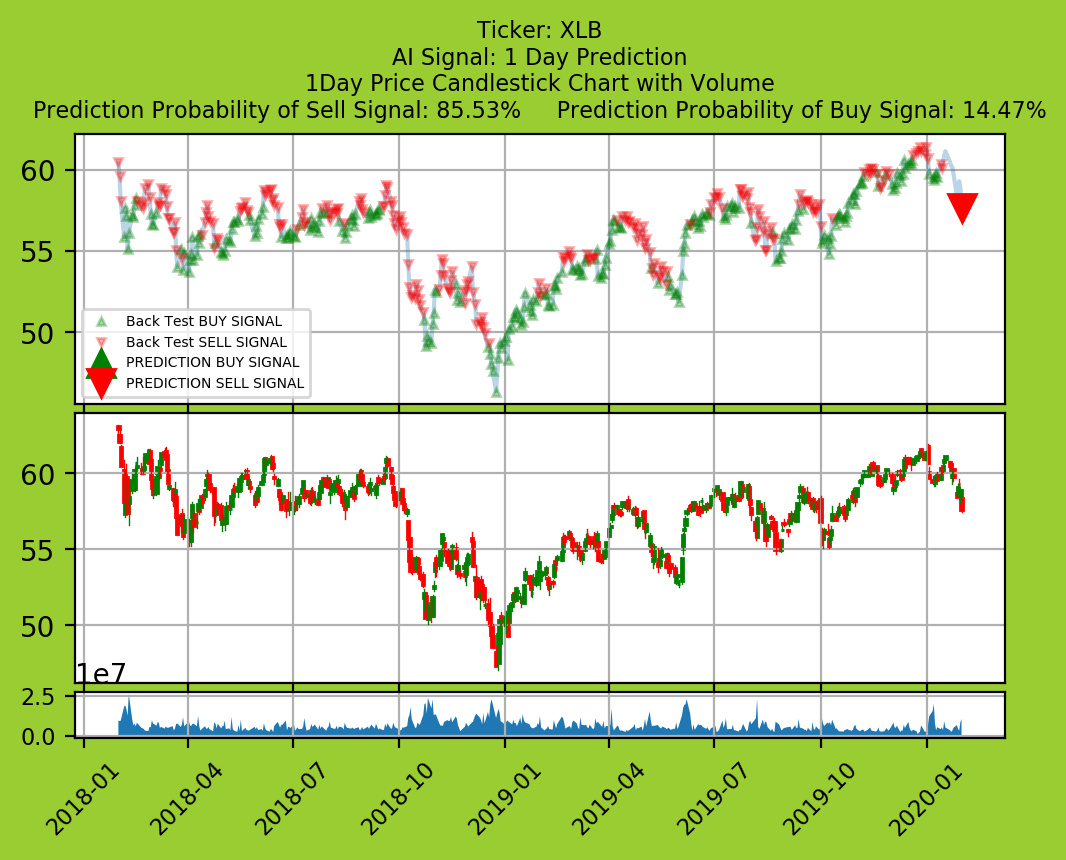 Ticker: XLB
AI Signal: 1 Day Prediction
1Day Price Candlestick Chart with Volume
Prediction Probability of Sell Signal: 85.53% Prediction Probability of Buy Signal: 14.47%
60
55
50
Back Test BUY SIGNAL
Back Test SELL SIGNAL
PREDICTION BUY SIGNAL
PREDICTION SELL SIGNAL
60
55
50
1e7
2.5
0.0
2018-01 2018-04 2018-07 2018-10 2019-01 2019-04 2019-07 2019-10 2020-01